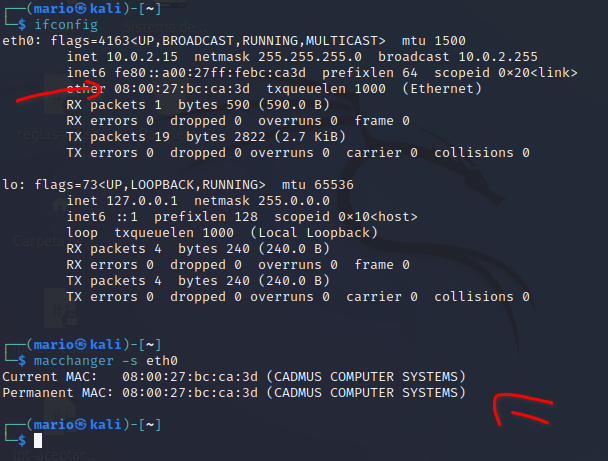 ┌──(mario㉿kali)-[~]
└─$ ifconfig
eth0: flags=4163<UP,BROADCAST,RUNNING,MULTICAST>  mtu 1500
        inet 10.0.2.15  netmask 255.255.255.0  broadcast 10.0.2.255
        inet6 fe80::a00:27ff:febc:ca3d  prefixlen 64  scopeid 0×20<link>
        ether 08:00:27:bc:ca:3d  txqueuelen 1000  (Ethernet)
        RX packets 1  bytes 590 (590.0 B)
        RX errors 0  dropped 0  overruns 0  frame 0
        TX packets 19  bytes 2822 (2.7 KiB)
        TX errors 0  dropped 0 overruns 0  carrier 0  collisions 0
lo: flags=73<UP,LOOPBACK,RUNNING>  mtu 65536
        inet 127.0.0.1  netmask 255.0.0.0
        inet6 ::1  prefixlen 128  scopeid 0×10<host>
        loop  txqueuelen 1000  (Local Loopback)
        RX packets 4  bytes 240 (240.0 B)
        RX errors 0  dropped 0  overruns 0  frame 0
        TX packets 4  bytes 240 (240.0 B)
        TX errors 0  dropped 0 overruns 0  carrier 0  collisions 0
┌──(mario㉿kali)-[~]
└─$ macchanger -s eth0
Current MAC:   08:00:27:bc:ca:3d (CADMUS COMPUTER SYSTEMS)
Permanent MAC: 08:00:27:bc:ca:3d (CADMUS COMPUTER SYSTEMS)
┌──(mario㉿kali)-[~]
└─$